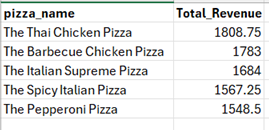 pizza_name Total_Revenue
The Thai Chicken Pizza 1808.75
The Barbecue Chicken Pizza 1783
The Italian Supreme Pizza 1684
The Spicy Italian Pizza 1567.25
The Pepperoni Pizza 1548.5